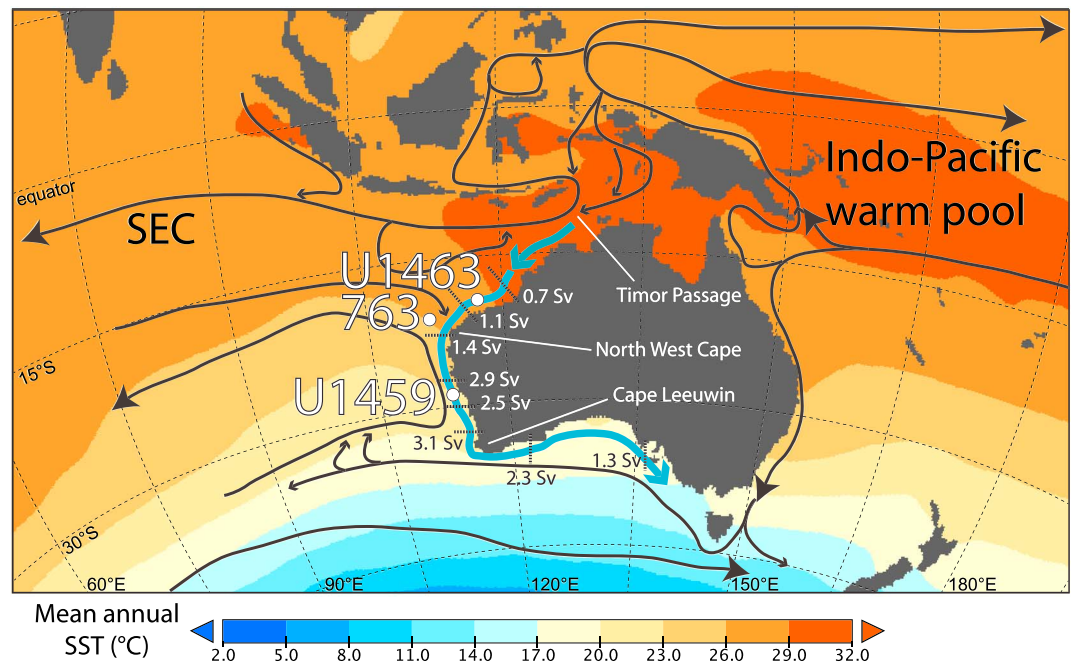 equator
SEC
Indo-Pacific
warm pool
U1463
763
0.7 Sv
Timor Passage
1.1 Sv
1.4 Sv
North West Cape
15°S
2.9 Sv
U1459
2.5 Sv
Cape Leeuwin
3.1 Sv
1.3 Sv
2.3 Sv
30°S
60°E
90°E
120°E
150°E
180°E
Mean annual
SST (°C)
2.0 5.0 8.0 11.0 14.0 17.0 20.0 23.0 26.0 29.0 32.0